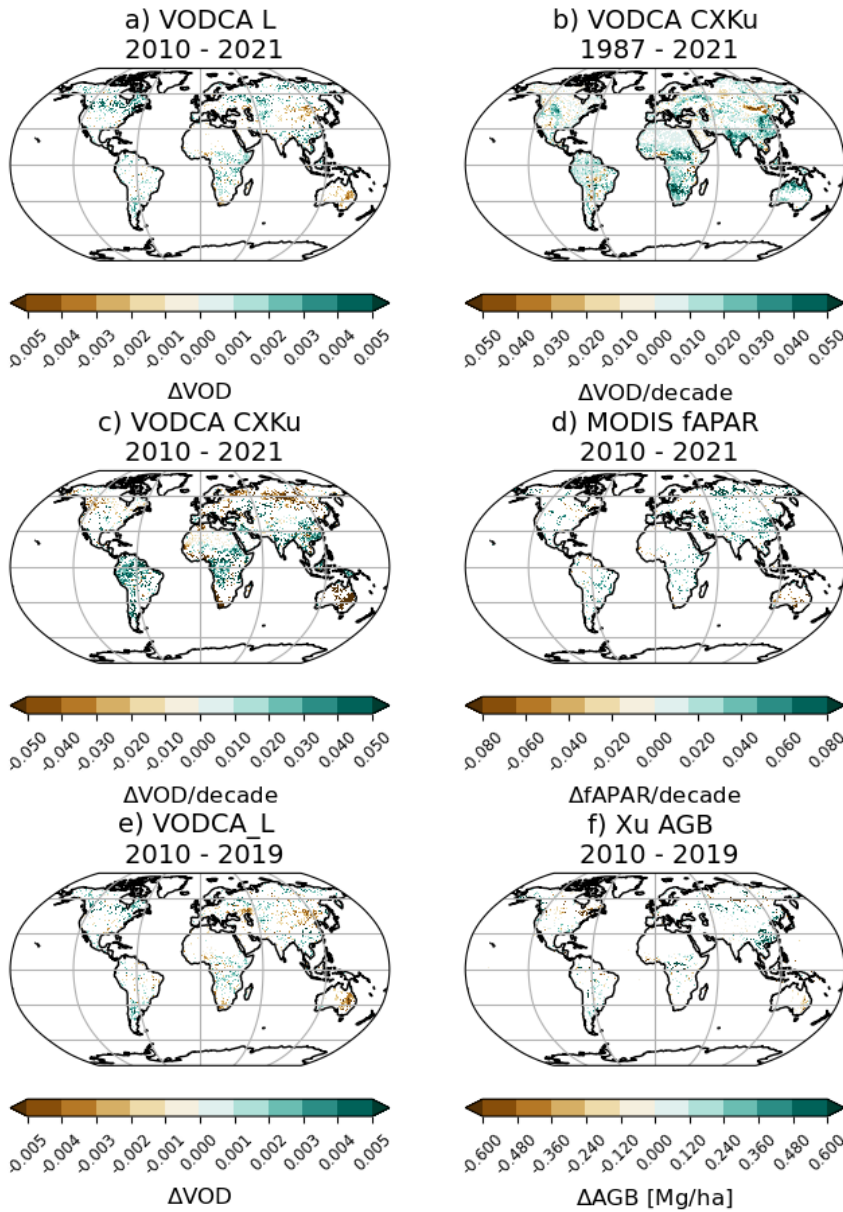 a) VODCA L
2010 - 2021
b) VODCA CXKu
1987 - 2021
-0.005 -0.004 -0.003 -0.002 -0.001 0.000 0.001 0.002 0.003 0.004 0.005
ΔVOD
-0.050 -0.040 -0.030 -0.020 -0.010 0.000 0.010 0.020 0.030 0.040 0.050
ΔVOD/decade
c) VODCA CXKu
2010 - 2021
d) MODIS fAPAR
2010 - 2021
-0.050 -0.040 -0.030 -0.020 -0.010 0.000 0.010 0.020 0.030 0.040 0.050
ΔVOD/decade
-0.080 -0.060 -0.040 -0.020 0.000 0.020 0.040 0.060 0.080
ΔfAPAR/decade
e) VODCA_L
2010 - 2019
f) Xu AGB
2010 - 2019
-0.005 -0.004 -0.003 -0.002 -0.001 0.000 0.001 0.002 0.003 0.004 0.005
ΔVOD
-0.600 -0.480 -0.360 -0.240 -0.120 0.000 0.120 0.240 0.360 0.480 0.600
ΔAGB [Mg/ha]